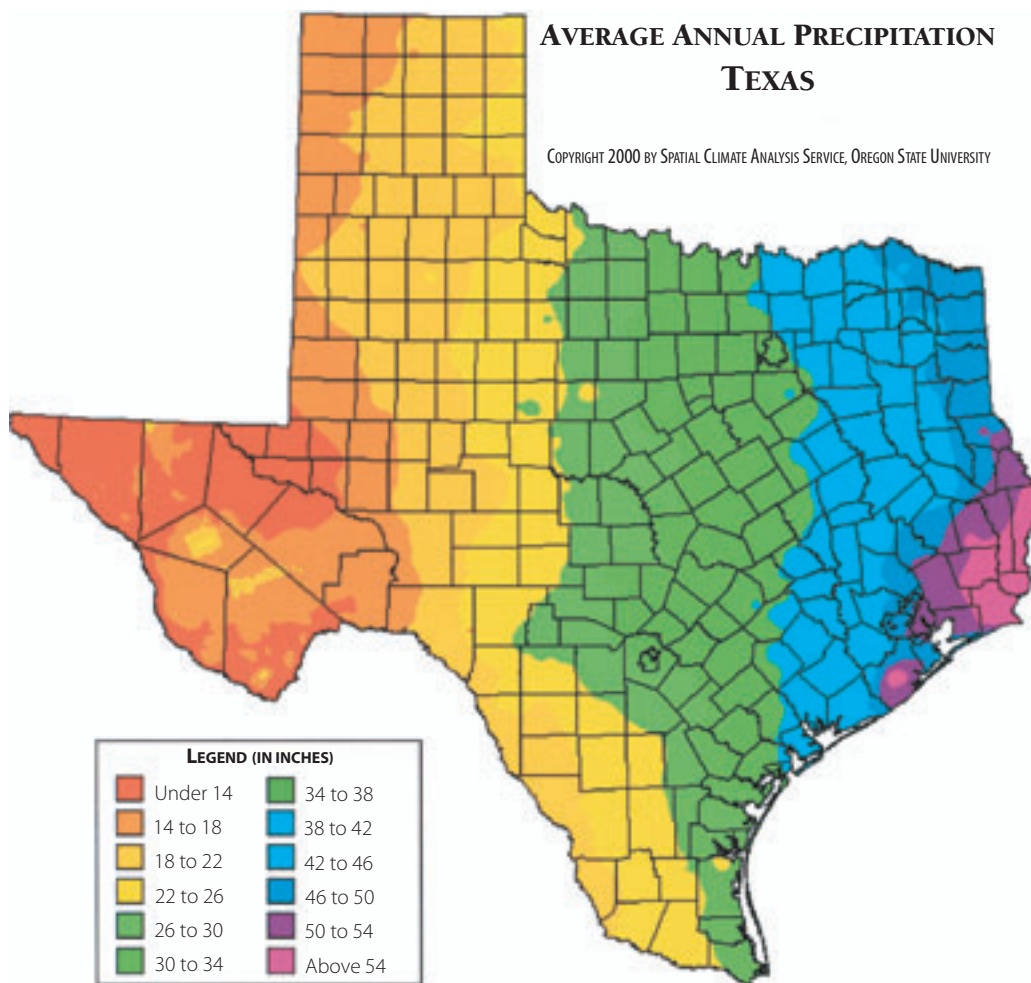 AVERAGE ANNUAL PRECIPITATION
TEXAS
COPYRIGHT 2000 BY SPATIAL CLIMATE ANALYSIS SERVICE, OREGON STATE UNIVERSITY
LEGEND (IN INCHES)
Under 14
14 to 18
18 to 22
22 to 26
26 to 30
30 to 34
34 to 38
38 to 42
42 to 46
46 to 50
50 to 54
Above 54